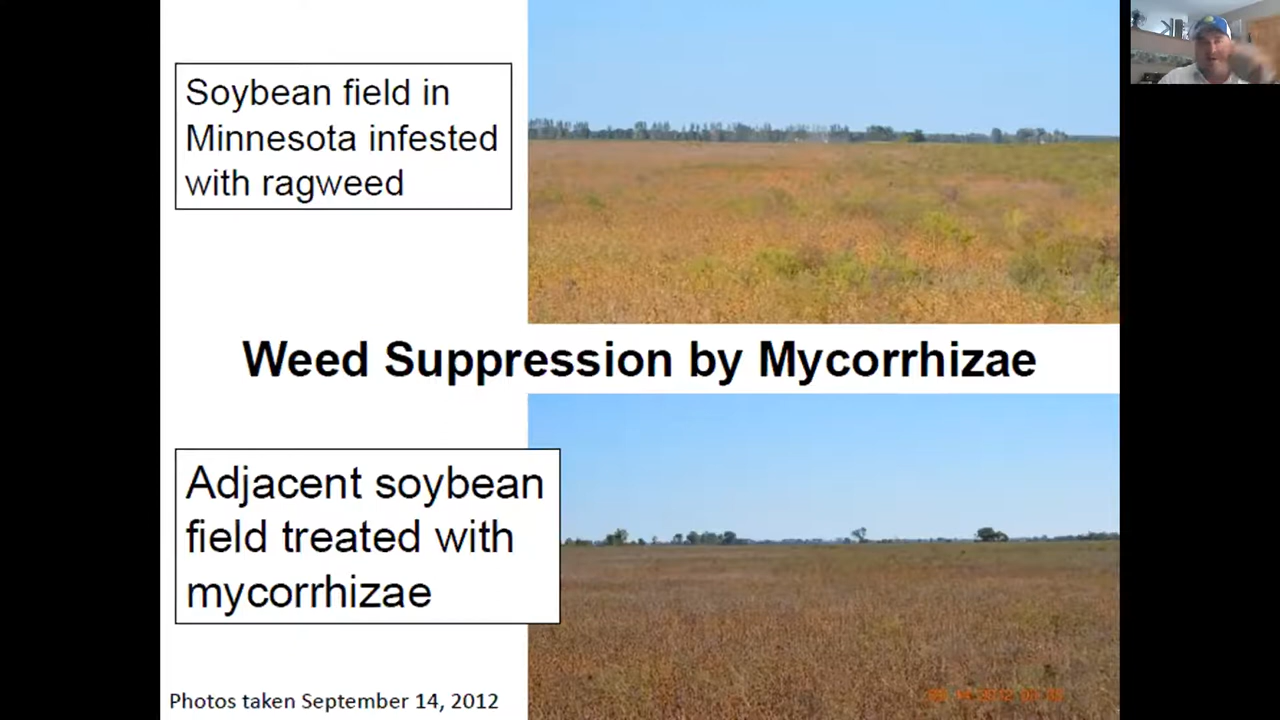 Soybean field in
Minnesota infested
with ragweed
Weed Suppression by Mycorrhizae
Adjacent soybean
field treated with
mycorrhizae
Photos taken September 14, 2012